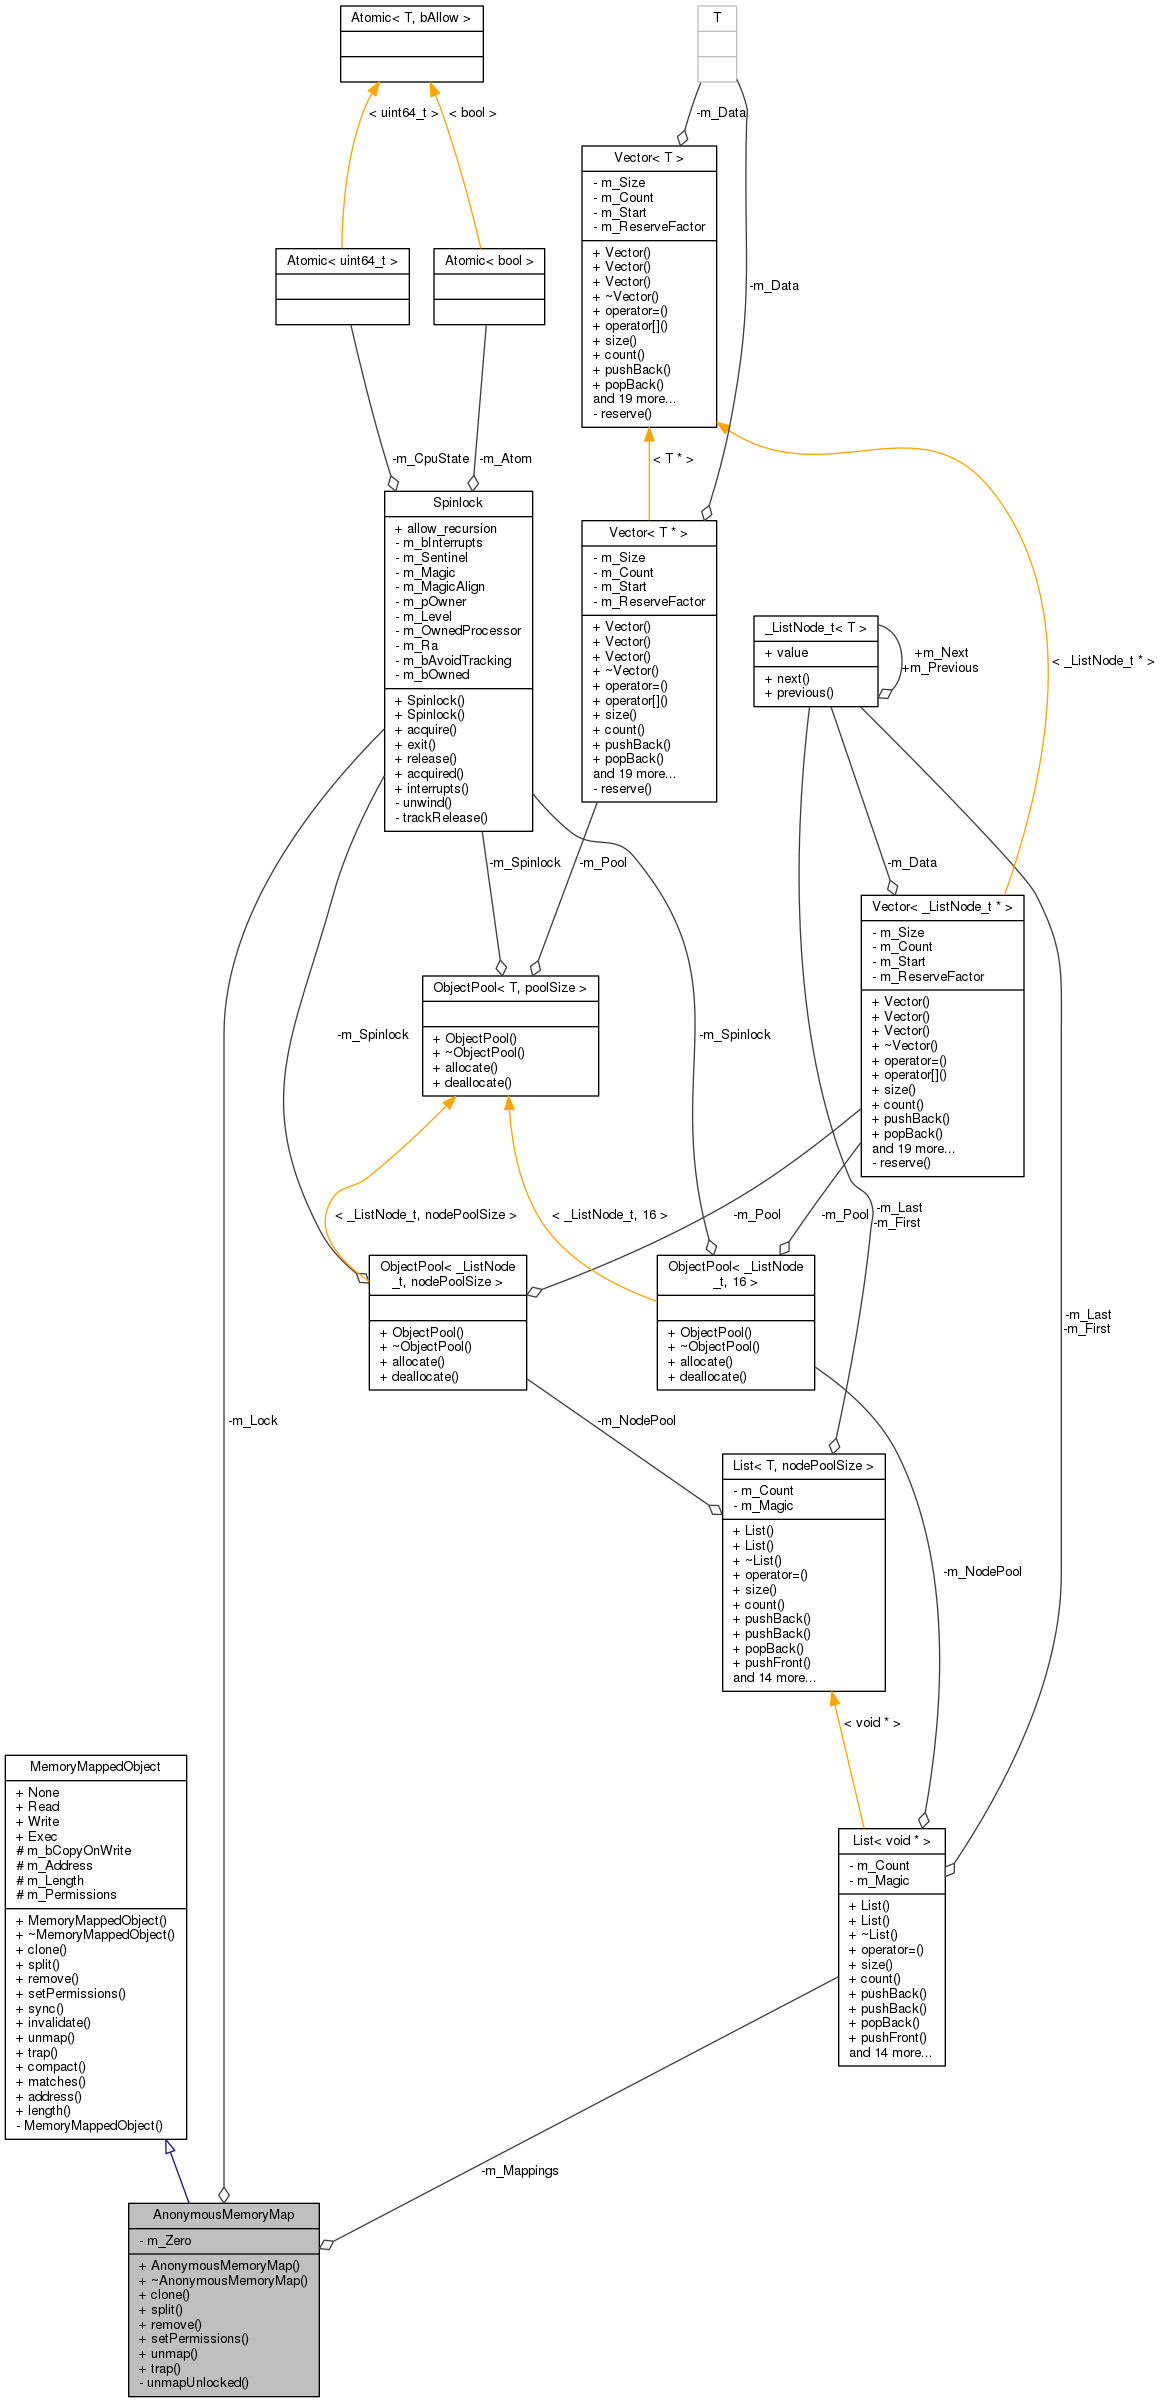 Atomic< T, bAllow >
T
< uint64_t >
< bool >
-m_Data
Vector< T >
- m_Size
- m_Count
- m_Start
- m_ReserveFactor
+ Vector()
+ Vector()
+ Vector()
+ ~Vector()
+ operator=()
+ operator[]()
+ size()
+ count()
+ pushBack()
+ popBack()
and 19 more...
- reserve()
Atomic< uint64_t >
Atomic< bool >
-m_Data
-m_CpuState
-m_Atom
< T * >
Spinlock
+ allow_recursion
- m_bInterrupts
- m_Sentinel
- m_Magic
- m_MagicAlign
- m_pOwner
- m_Level
- m_OwnedProcessor
- m_Ra
- m_bAvoidTracking
- m_bOwned
+ Spinlock()
+ Spinlock()
+ acquire()
+ exit()
+ release()
+ acquired()
+ interrupts()
- unwind()
- trackRelease()
Vector< T * >
- m_Size
- m_Count
- m_Start
- m_ReserveFactor
+ Vector()
+ Vector()
+ Vector()
+ ~Vector()
+ operator=()
+ operator[]()
+ size()
+ count()
+ pushBack()
+ popBack()
and 19 more...
- reserve()
_ListNode_t< T >
+ value
+ next()
+ previous()
+m_Next
+m_Previous
< _ListNode_t * >
-m_Spinlock
-m_Pool
-m_Data
Vector< _ListNode_t * >
- m_Size
- m_Count
- m_Start
- m_ReserveFactor
+ Vector()
+ Vector()
+ Vector()
+ ~Vector()
+ operator=()
+ operator[]()
+ size()
+ count()
+ pushBack()
+ popBack()
and 19 more...
- reserve()
ObjectPool< T, poolSize >
+ ObjectPool()
+ ~ObjectPool()
+ allocate()
+ deallocate()
-m_Spinlock
-m_Spinlock
< _ListNode_t, nodePoolSize >
< _ListNode_t, 16 >
-m_Pool
-m_Pool
-m_Last
-m_First
ObjectPool< _ListNode
_t, nodePoolSize >
+ ObjectPool()
+ ~ObjectPool()
+ allocate()
+ deallocate()
ObjectPool< _ListNode
_t, 16 >
+ ObjectPool()
+ ~ObjectPool()
+ allocate()
+ deallocate()
-m_Last
-m_First
-m_Lock
-m_NodePool
List< T, nodePoolSize >
- m_Count
- m_Magic
+ List()
+ List()
+ ~List()
+ operator=()
+ size()
+ count()
+ pushBack()
+ pushBack()
+ popBack()
+ pushFront()
and 14 more...
-m_NodePool
< void * >
MemoryMappedObject
+ None
+ Read
+ Write
+ Exec
# m_bCopyOnWrite
# m_Address
# m_Length
# m_Permissions
+ MemoryMappedObject()
+ ~MemoryMappedObject()
+ clone()
+ split()
+ remove()
+ setPermissions()
+ sync()
+ invalidate()
+ unmap()
+ trap()
+ compact()
+ matches()
+ address()
+ length()
- MemoryMappedObject()
List< void * >
- m_Count
- m_Magic
+ List()
+ List()
+ ~List()
+ operator=()
+ size()
+ count()
+ pushBack()
+ pushBack()
+ popBack()
+ pushFront()
and 14 more...
-m_Mappings
AnonymousMemoryMap
- m_Zero
+ AnonymousMemoryMap()
+ ~AnonymousMemoryMap()
+ clone()
+ split()
+ remove()
+ setPermissions()
+ unmap()
+ trap()
- unmapUnlocked()